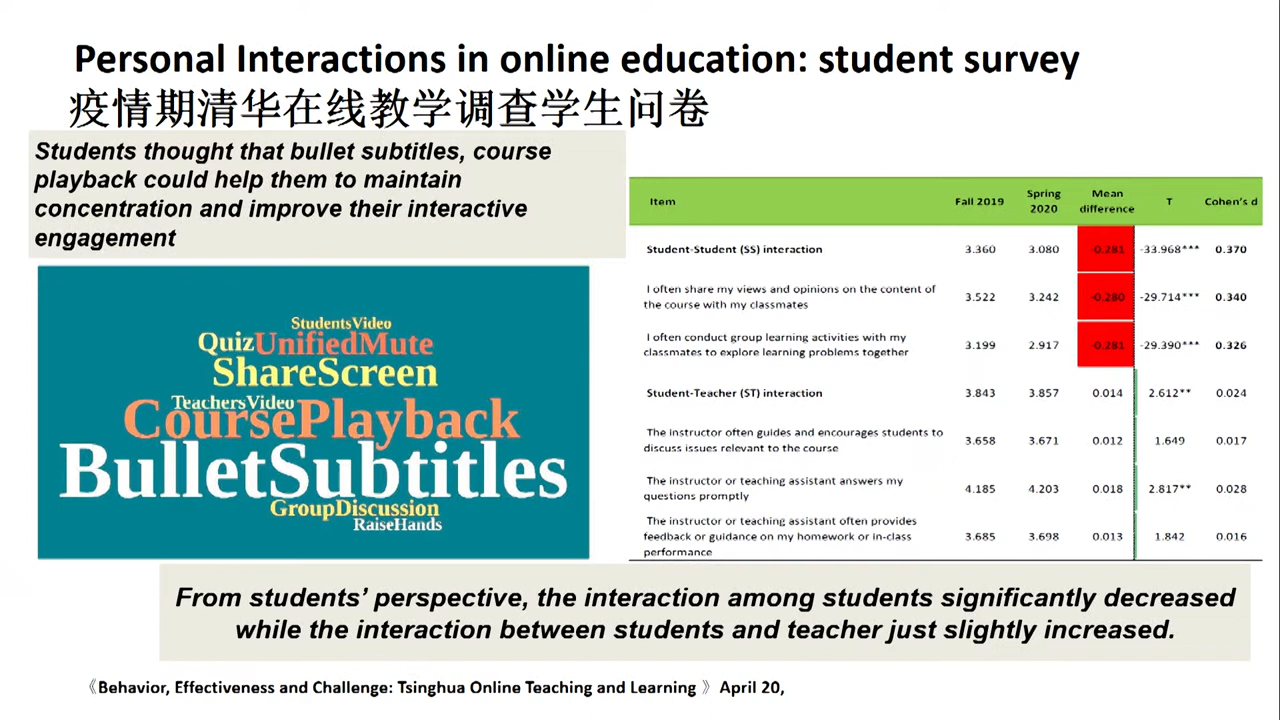 Personal Interactions in online education: student survey
疫情期清华在线教学调查学生问卷
Students thought that bullet subtitles, course
playback could help them to maintain
concentration and improve their interactive
engagement
StudentsVideo
Quiz UnifiedMute
ShareScreen
TeachersVideo
CoursePlayback
BulletSubtitles
GroupDiscussion
RaiseHands
Item Fall 2019 Spring 2020 Mean difference T Cohen's d
Student-Student (SS) interaction 3.360 3.080 -0.281 -33.968*** 0.370
I often share my views and opinions on the content of
the course with my classmates 3.522 3.242 -0.280 -29.714*** 0.340
I often conduct group learning activities with my
classmates to explore learning problems together 3.199 2.917 -0.281 -29.390*** 0.326
Student-Teacher (ST) interaction 3.843 3.857 0.014 2.612** 0.024
The instructor often guides and encourages students to
discuss issues relevant to the course 3.658 3.671 0.012 1.649 0.017
The instructor or teaching assistant answers my
questions promptly 4.185 4.203 0.018 2.817** 0.028
The instructor or teaching assistant often provides
feedback or guidance on my homework or in-class
performance 3.685 3.698 0.013 1.842 0.016
From students' perspective, the interaction among students significantly decreased
while the interaction between students and teacher just slightly increased.
《Behavior, Effectiveness and Challenge: Tsinghua Online Teaching and Learning 》April 20,